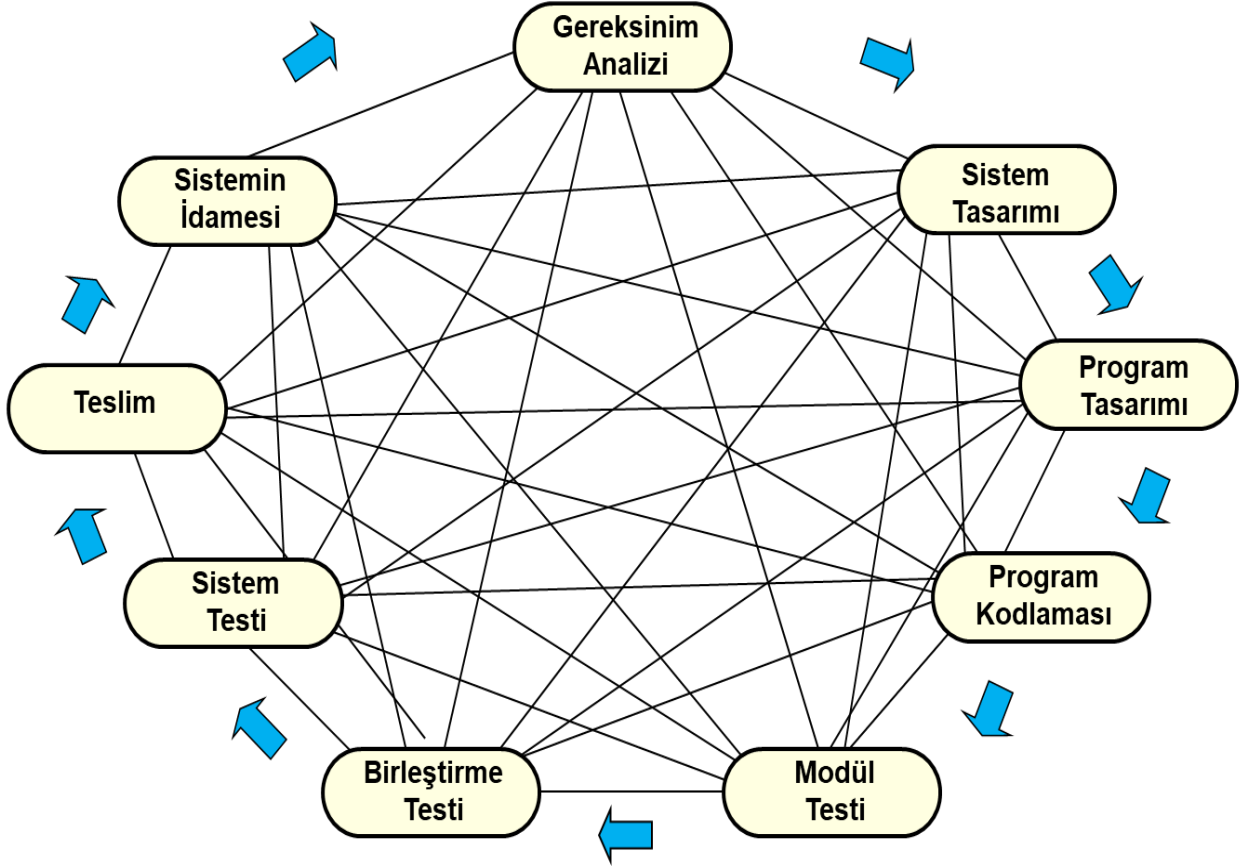 Gereksinim
Analizi
Sistem
Tasarımı
Program
Tasarımı
Program
Kodlaması
Modül
Testi
Birleştirme
Testi
Sistem
Testi
Teslim
Sistemin
İdamesi